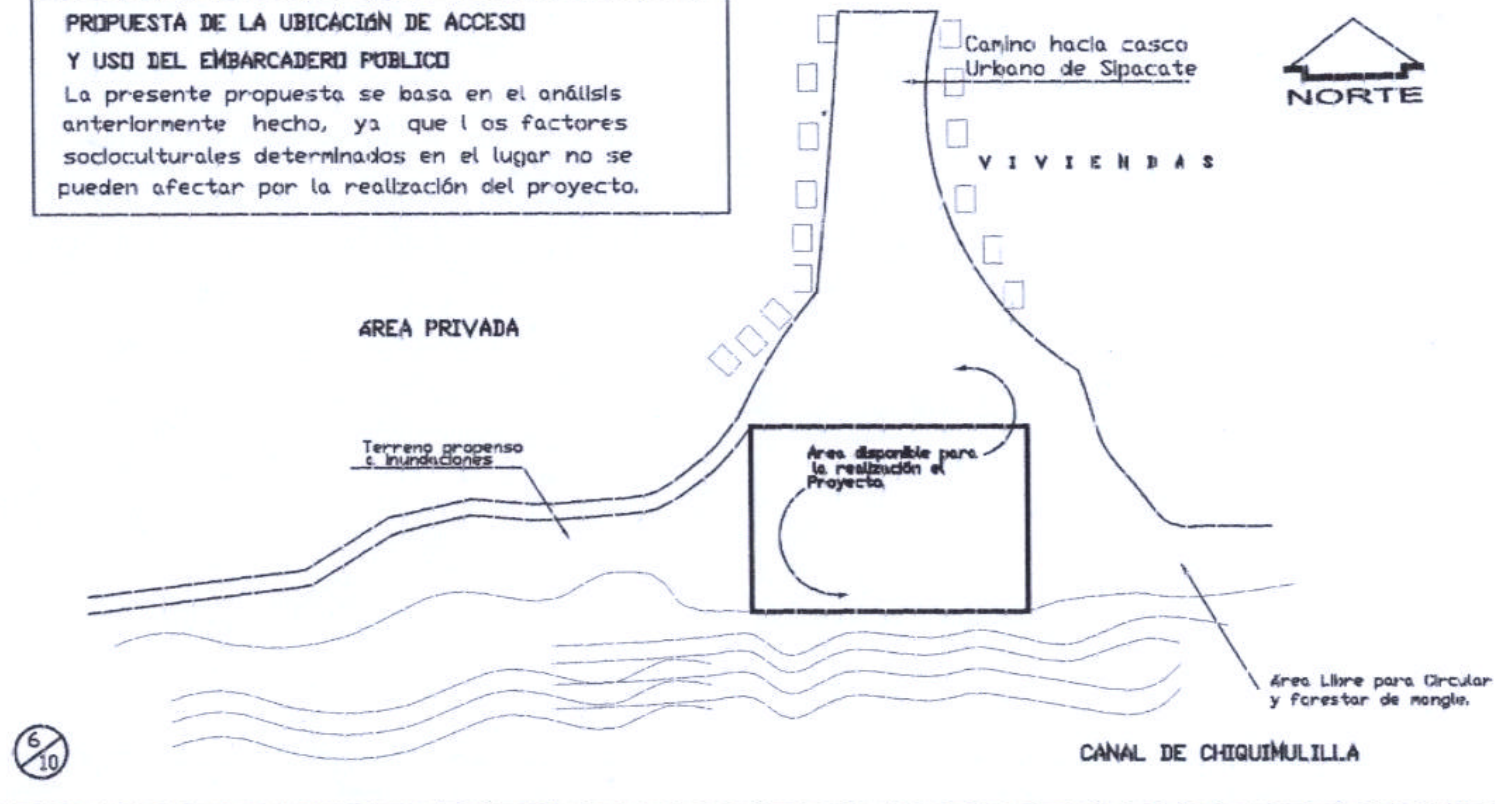 PROPUESTA DE LA UBICACIÓN DE ACCESO
Y USO DEL EMBARCADERO PUBLICO
La presente propuesta se basa en el análisis
anteriormente hecho, ya que l os factores
socioculturales determinados en el lugar no se
pueden afectar por la realización del proyecto.
Camino hacia casco
Urbano de Sipacate
NORTE
VIVIENDAS
ÁREA PRIVADA
Terreno propenso
a inundaciones
Area disponible para
la realización el
Proyecto
Área Libre para Circular
y forestar de mangle.
CANAL DE CHIQUIMULILLA
6/10